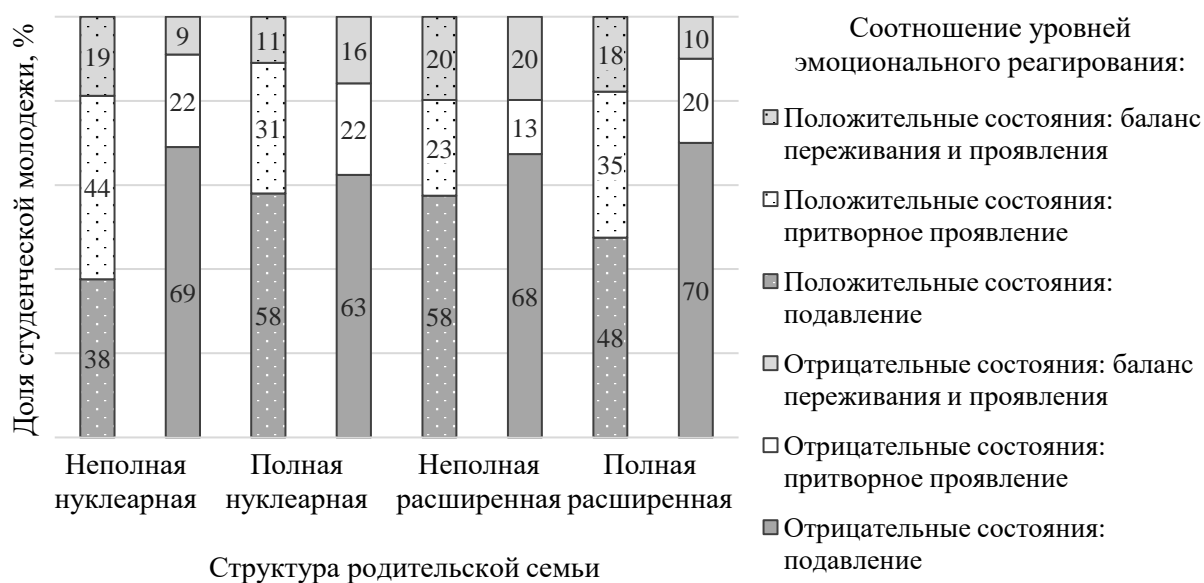 Доля студенческой молодежи, %
19
44
38
9
22
69
11
31
58
16
22
63
20
23
58
20
13
68
18
35
48
10
20
70
Неполная
нуклеарная
Полная
нуклеарная
Неполная
расширенная
Полная
расширенная
Структура родительской семьи
Соотношение уровней
эмоционального реагирования:
Положительные состояния: баланс
переживания и проявления
Положительные состояния:
притворное проявление
Положительные состояния:
подавление
Отрицательные состояния: баланс
переживания и проявления
Отрицательные состояния:
притворное проявление
Отрицательные состояния:
подавление